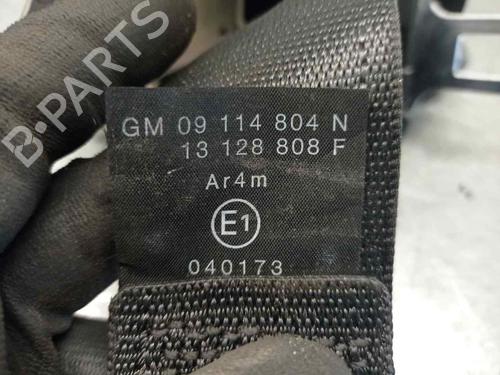 GM 09 114 804 N
13 128 808 F
Ar4m
E1
040173
B-PARTS